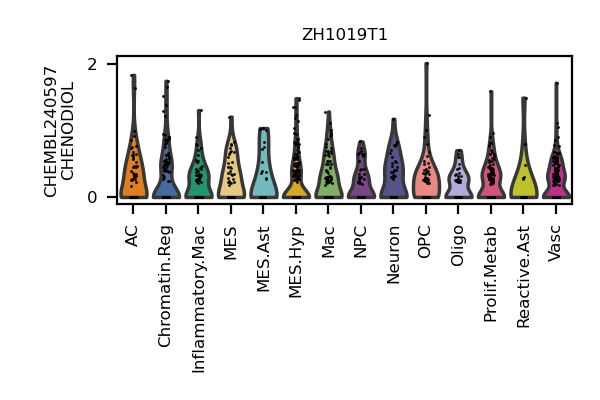 ZH1019T1
CHEMBL240597
CHENODIOL
2
0
AC
Chromatin.Reg
Inflammatory.Mac
MES
MES.Ast
MES.Hyp
Mac
NPC
Neuron
OPC
Oligo
Prolif.Metab
Reactive.Ast
Vasc